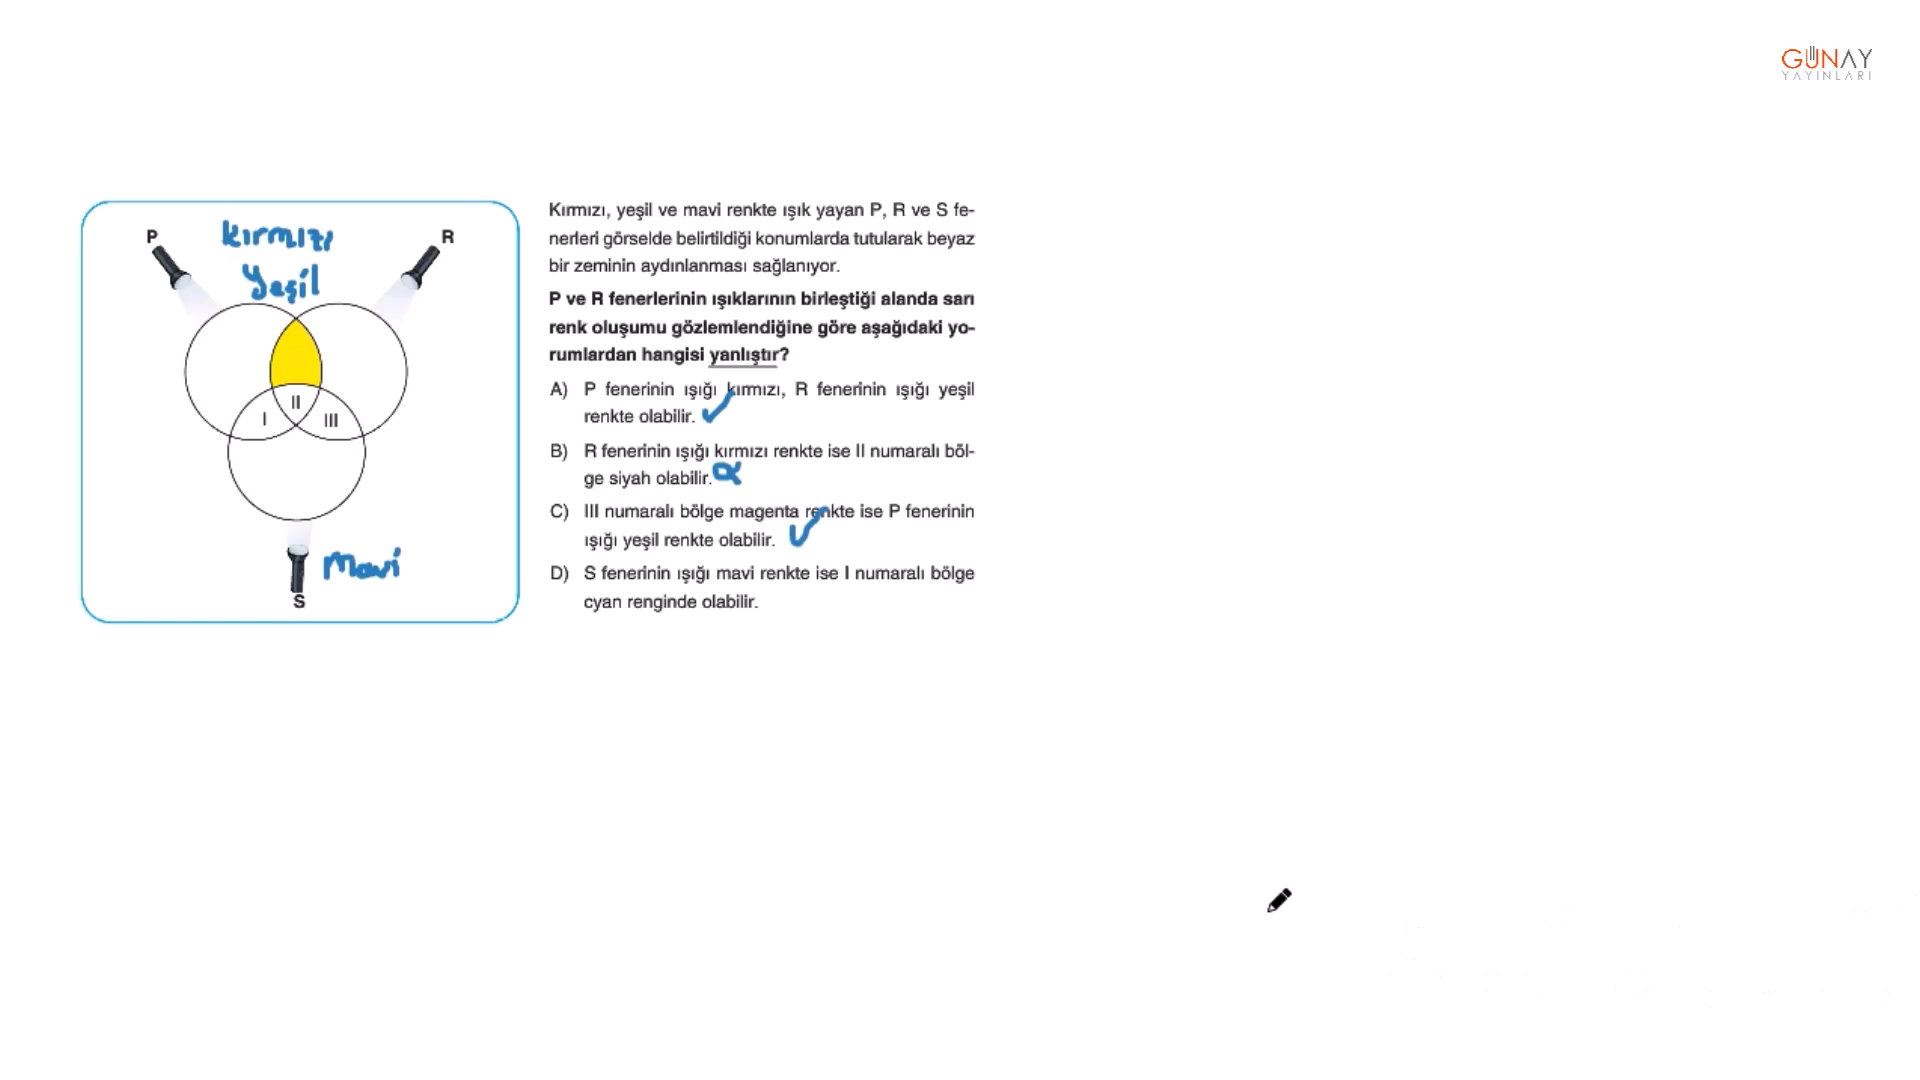 GÜNAY
YAYINLARI
P
kırmızı
R
yeşil
I
II
III
mavi
S
Kırmızı, yeşil ve mavi renkte ışık yayan P, R ve S fe-
nerleri görselde belirtildiği konumlarda tutularak beyaz
bir zeminin aydınlanması sağlanıyor.
P ve R fenerlerinin ışıklarının birleştiği alanda sarı
renk oluşumu gözlemlendiğine göre aşağıdaki yo-
rumlardan hangisi yanlıştır?
A) P fenerinin ışığı kırmızı, R fenerinin ışığı yeşil
renkte olabilir.
B) R fenerinin ışığı kırmızı renkte ise II numaralı böl-
ge siyah olabilir.
C) III numaralı bölge magenta renkte ise P fenerinin
ışığı yeşil renkte olabilir.
D) S fenerinin ışığı mavi renkte ise I numaralı bölge
cyan renginde olabilir.